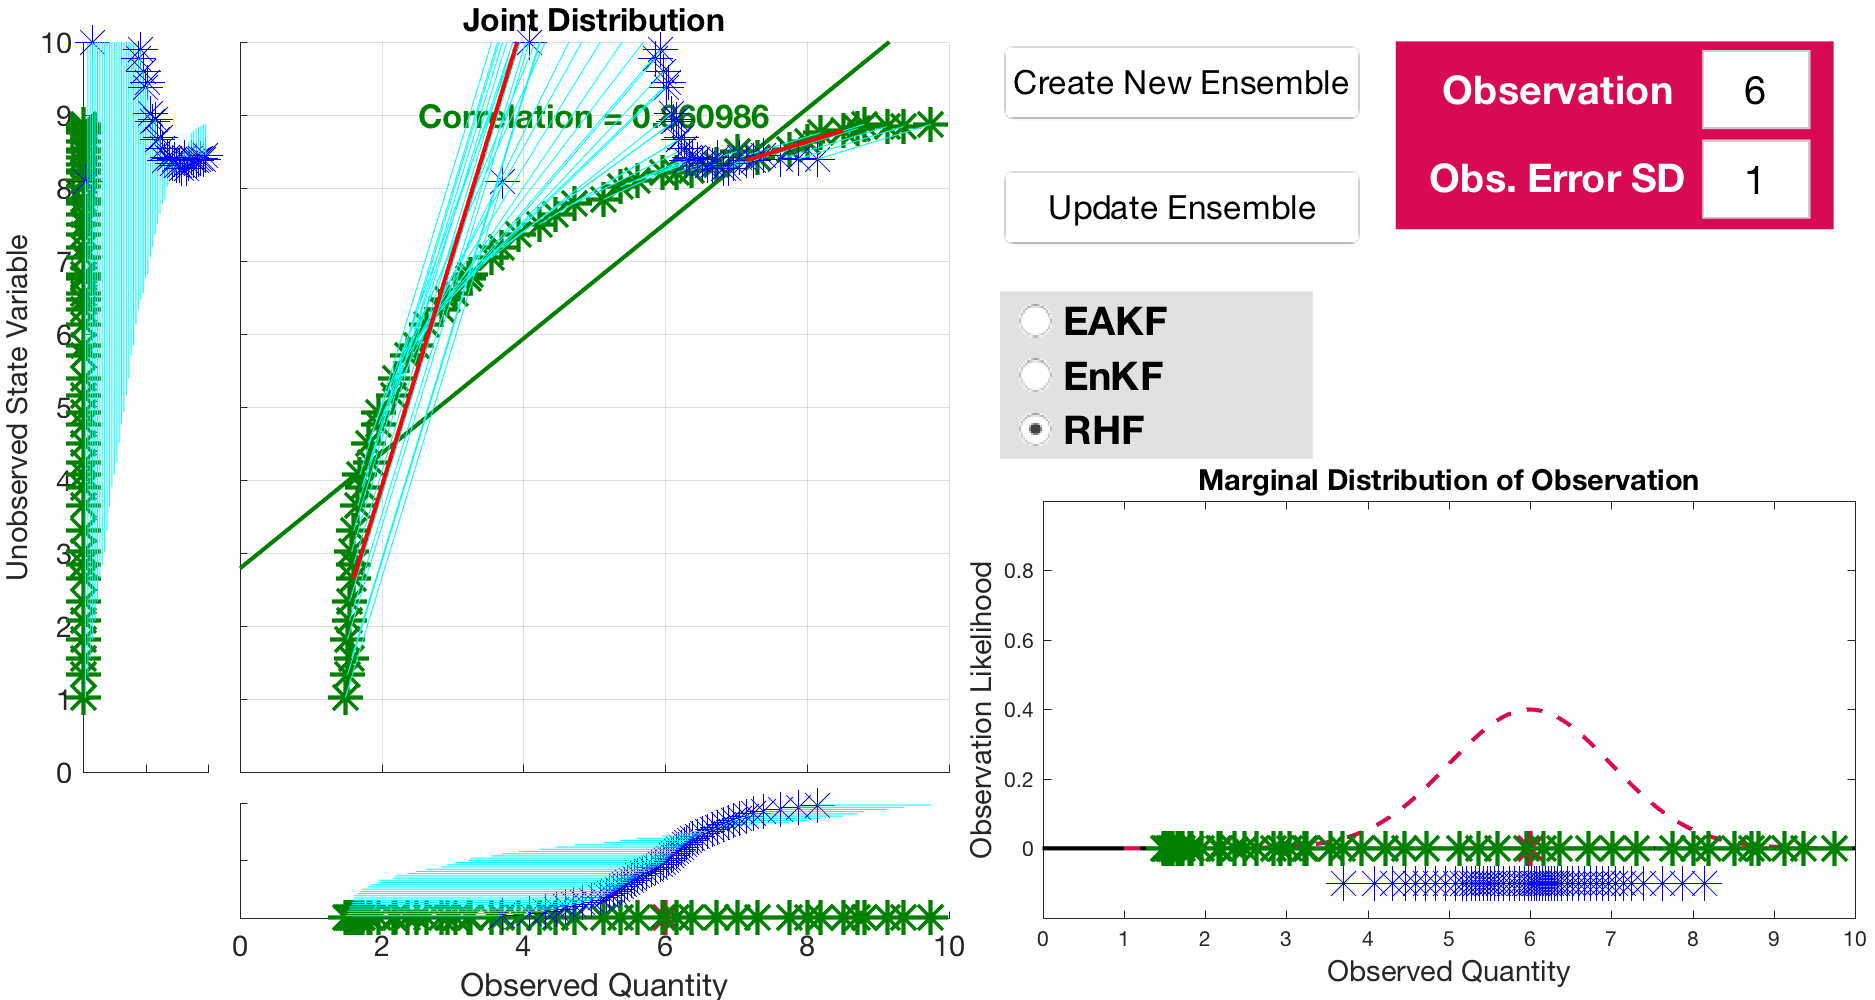 Joint Distribution
10
9
8
7
6
5
4
3
2
1
0
Unobserved State Variable
Correlation = 0.860986
0 2 4 6 8 10
Observed Quantity
Create New Ensemble
Update Ensemble
Observation 6
Obs. Error SD 1
EAKF
EnKF
RHF
Marginal Distribution of Observation
Observation Likelihood
0.8
0.6
0.4
0.2
0
0 1 2 3 4 5 6 7 8 9 10
Observed Quantity